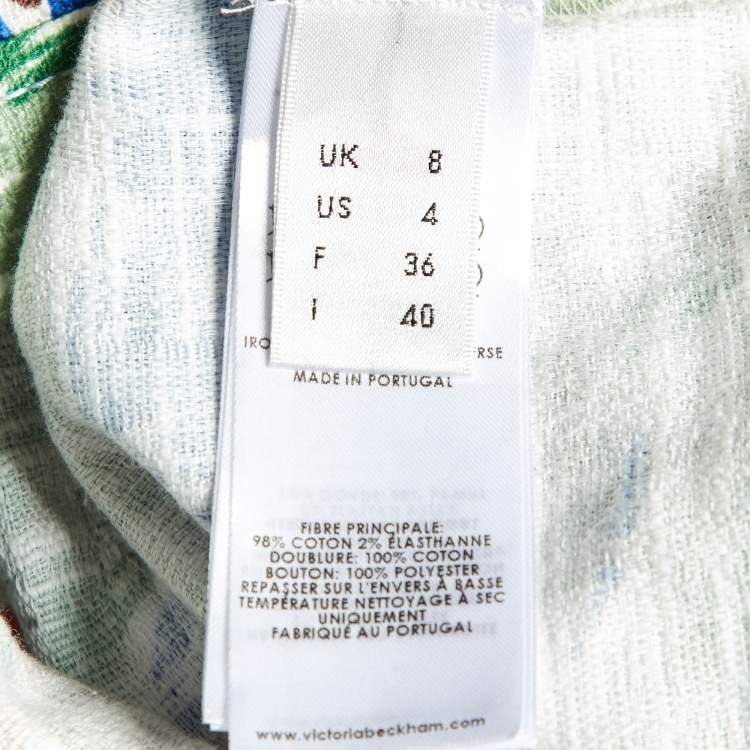 UK 8
US 4
F 36
I 40
MADE IN PORTUGAL
FIBRE PRINCIPALE:
98% COTON 2% ÉLASTHANNE
DOUBLURE: 100% COTON
BOUTON: 100% POLYESTER
REPASSER SUR L'ENVERS À BASSE
TEMPÉRATURE NETTOYAGE À SEC
UNIQUEMENT
FABRIQUÉ AU PORTUGAL
www.victoriabeckham.com